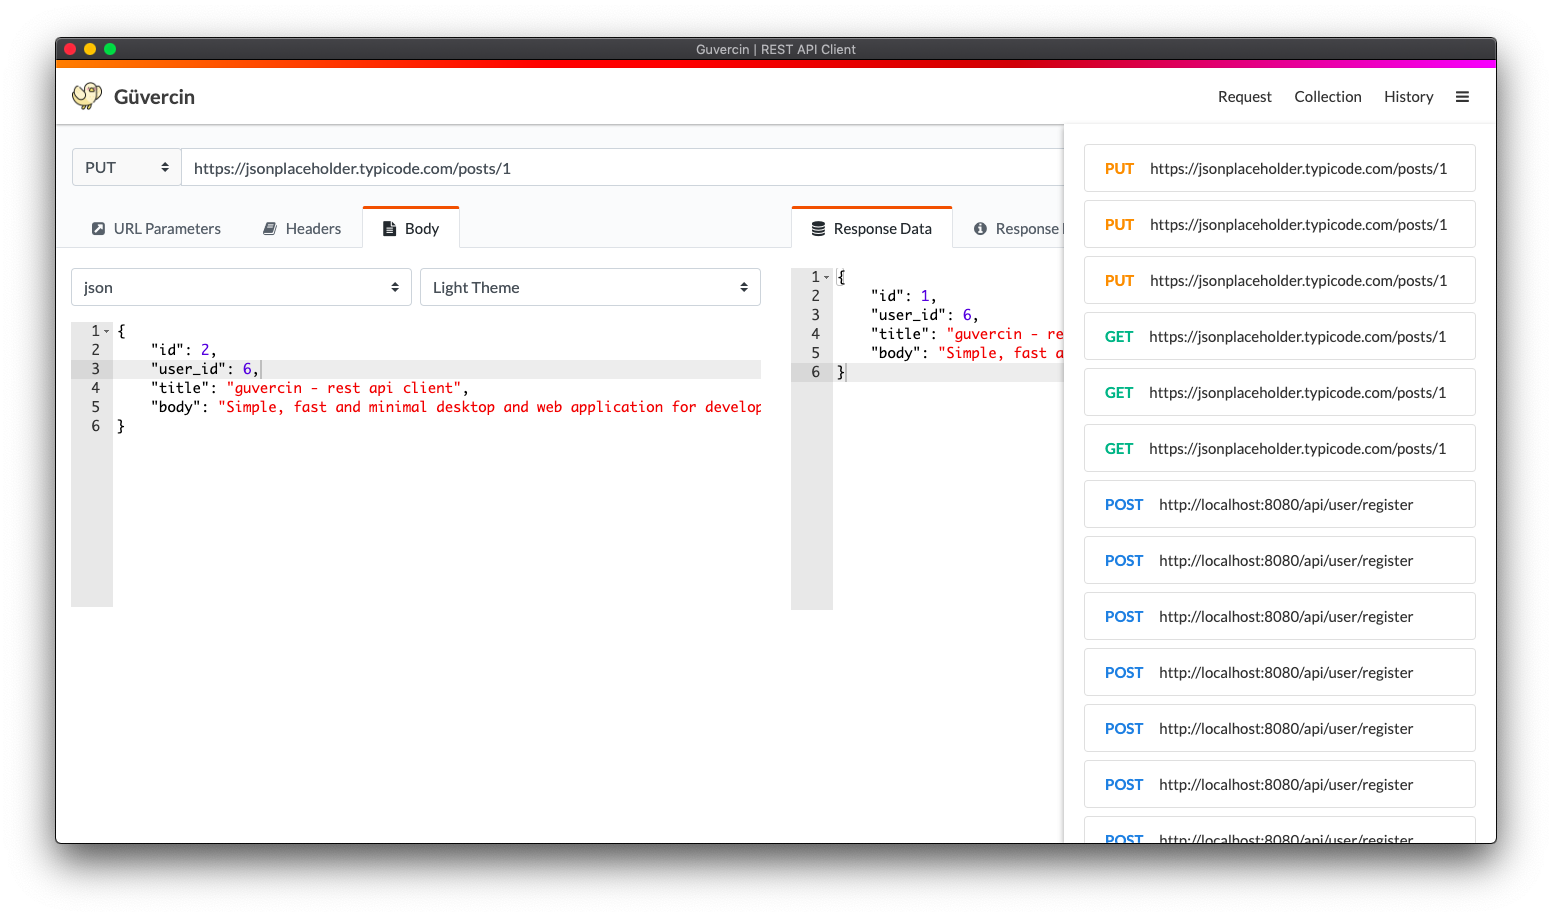 Guvercin | REST API Client
Güvercin
Request Collection History
PUT
https://jsonplaceholder.typicode.com/posts/1
URL Parameters
Headers
Body
Response Data
Response
json
Light Theme
1 {
2 "id": 2,
3 "user_id": 6,
4 "title": "guvercin - rest api client",
5 "body": "Simple, fast and minimal desktop and web application for develop
6 }
1 {
2 "id": 1,
3 "user_id": 6,
4 "title": "guvercin - re
5 "body": "Simple, fast a
6 }
PUT https://jsonplaceholder.typicode.com/posts/1
PUT https://jsonplaceholder.typicode.com/posts/1
PUT https://jsonplaceholder.typicode.com/posts/1
GET https://jsonplaceholder.typicode.com/posts/1
GET https://jsonplaceholder.typicode.com/posts/1
GET https://jsonplaceholder.typicode.com/posts/1
POST http://localhost:8080/api/user/register
POST http://localhost:8080/api/user/register
POST http://localhost:8080/api/user/register
POST http://localhost:8080/api/user/register
POST http://localhost:8080/api/user/register
POST http://localhost:8080/api/user/register
POST http://localhost:8080/api/user/register